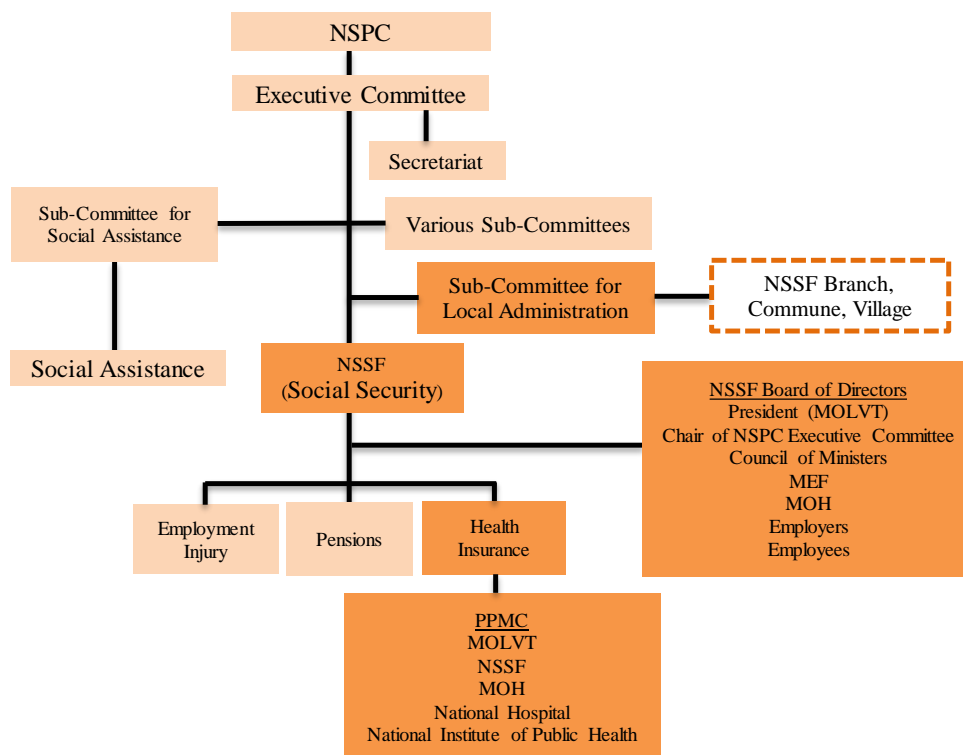 NSPC
Executive Committee
Secretariat
Sub-Committee for
Social Assistance
Various Sub-Committees
Sub-Committee for
Local Administration
NSSF Branch,
Commune, Village
Social Assistance
NSSF
(Social Security)
NSSF Board of Directors
President (MOLVT)
Chair of NSPC Executive Committee
Council of Ministers
MEF
MOH
Employers
Employees
Employment
Injury
Pensions
Health
Insurance
PPMC
MOLVT
NSSF
MOH
National Hospital
National Institute of Public Health